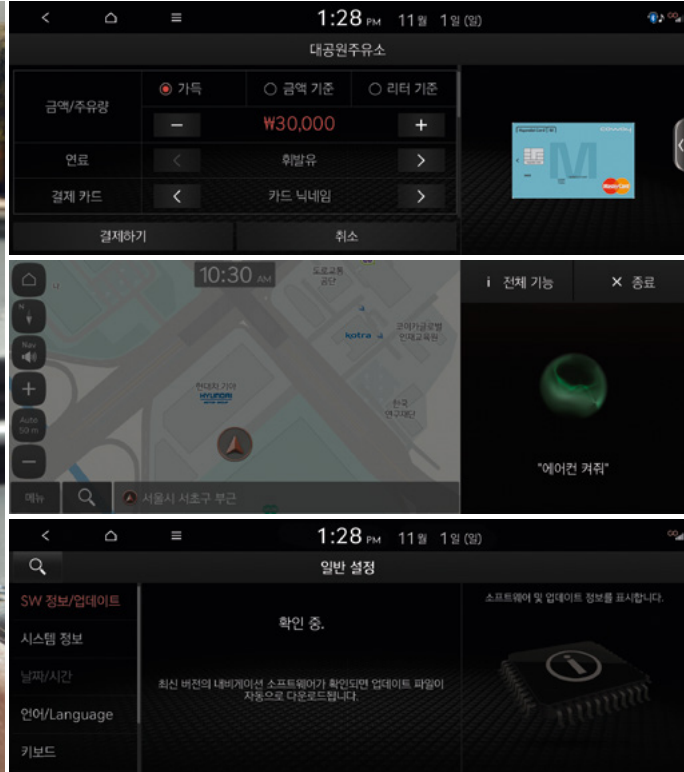 1:28 PM 11월 1일 (일)
대공원주유소
금액/주유량
가득
금액 기준
리터 기준
₩30,000
연료
휘발유
결제 카드
카드 닉네임
결제하기
취소
M
MasterCard
10:30 AM
도로교통
공단
N
Nav
kotra
코이카글로벌
인재교육원
현대차·기아
HYUNDAI
한국
연구재단
Auto
59 m
메뉴
서울시 서초구 부근
i 전체 기능
× 종료
"에어컨 켜줘"
1:28 PM 11월 1일 (일)
일반 설정
SW 정보/업데이트
시스템 정보
날짜/시간
언어/Language
키보드
확인 중.
최신 버전의 내비게이션 소프트웨어가 확인되면 업데이트 파일이
자동으로 다운로드됩니다.
소프트웨어 및 업데이트 정보를 표시합니다.
i